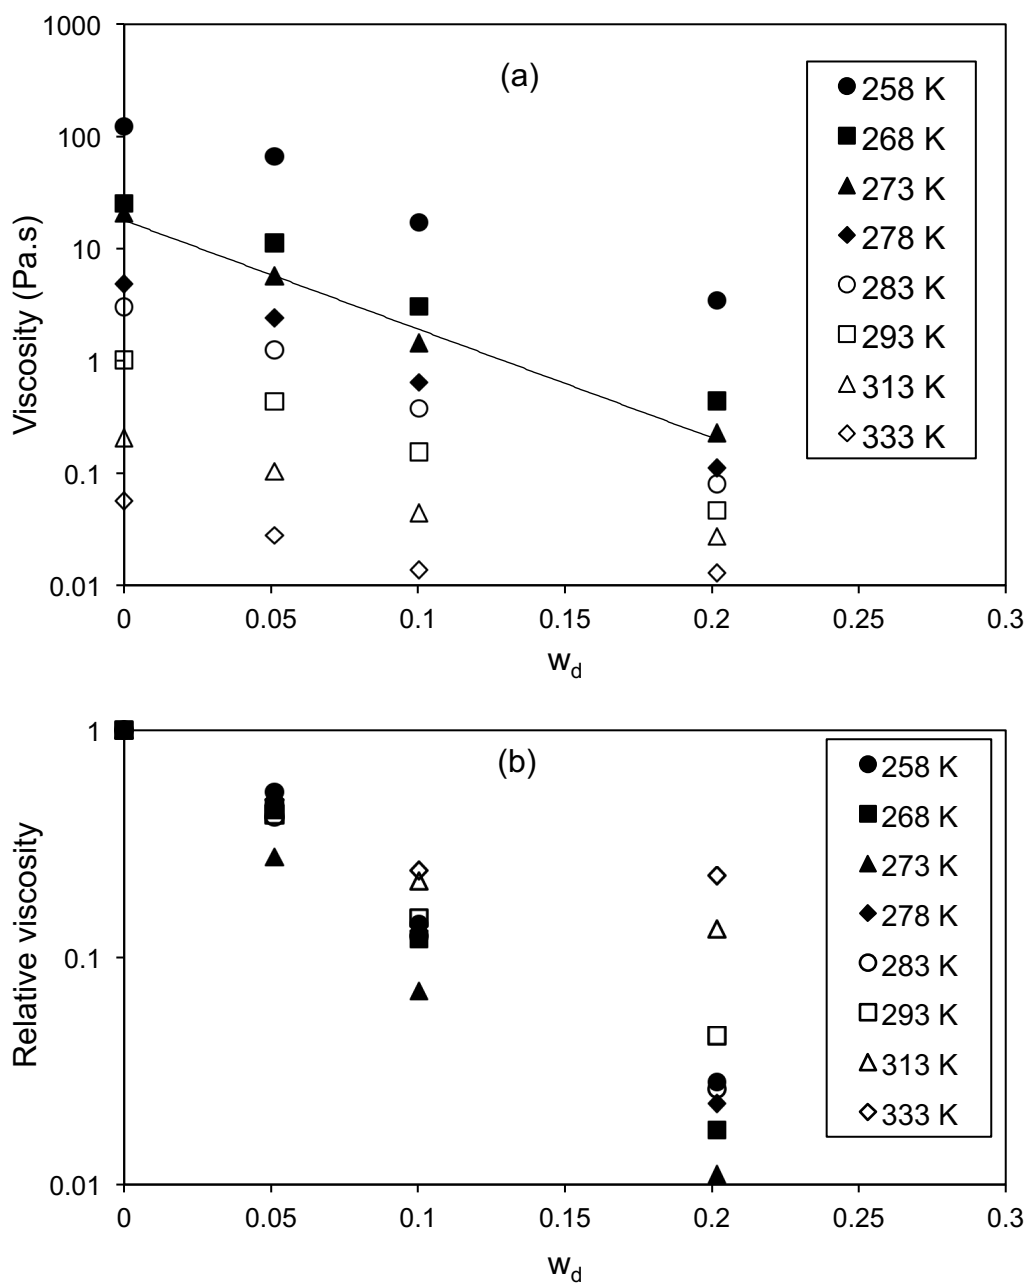 1000
100
10
1
0.1
0.01
Viscosity (Pa.s)
(a)
258 K
268 K
273 K
278 K
283 K
293 K
313 K
333 K
0 0.05 0.1 0.15 0.2 0.25 0.3
wd
1
0.1
0.01
Relative viscosity
(b)
258 K
268 K
273 K
278 K
283 K
293 K
313 K
333 K
0 0.05 0.1 0.15 0.2 0.25 0.3
wd